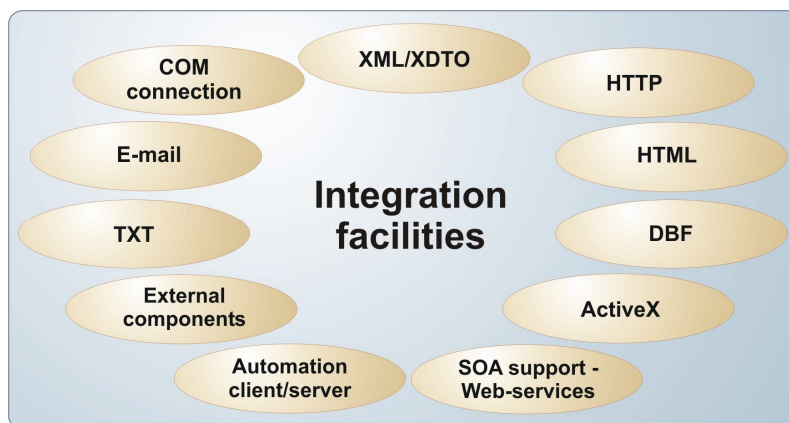 COM
connection
XML/XDTO
HTTP
E-mail
HTML
Integration
facilities
TXT
DBF
External
components
ActiveX
Automation
client/server
SOA support -
Web-services